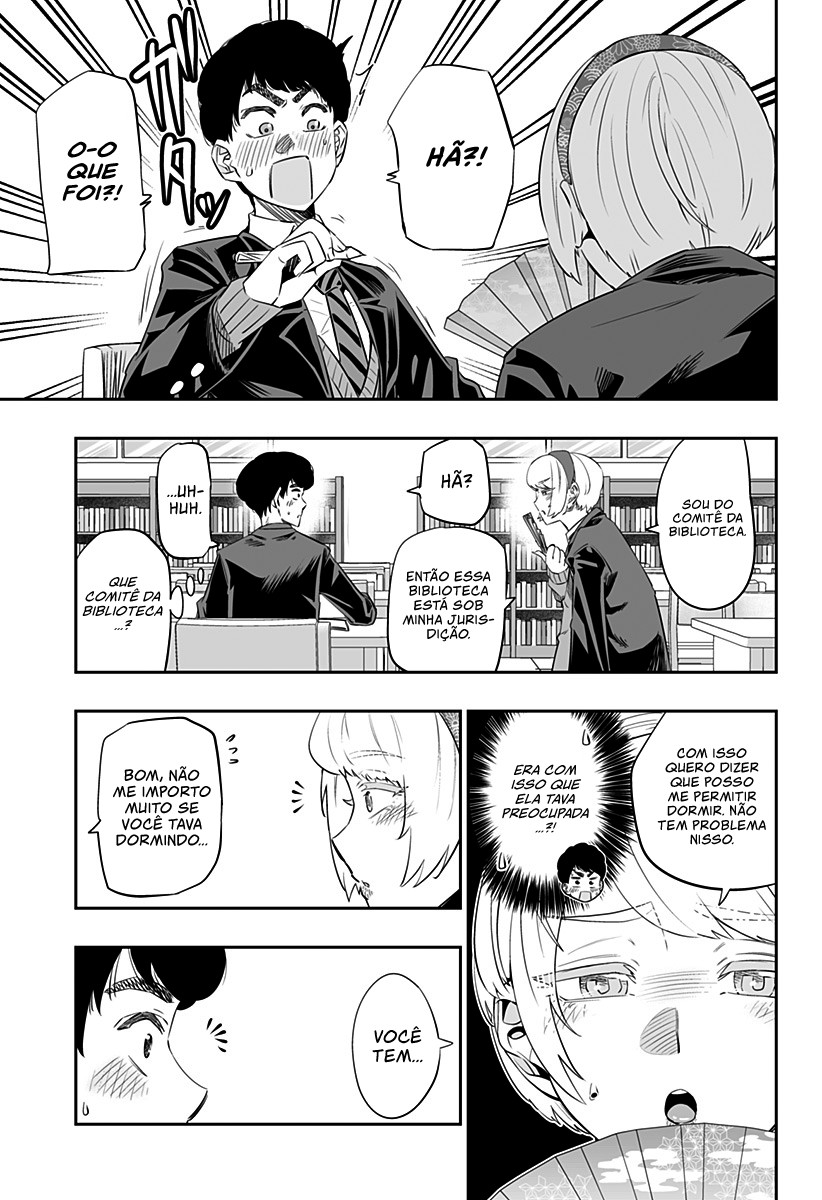 HÃ?!
O-O
QUE
FOI?!
ガタッ
SOU DO
COMITÊ DA
BIBLIOTECA.
HÃ?
ENTÃO ESSA
BIBLIOTECA
ESTÁ SOB
MINHA JURIS-
DIÇÃO.
...UH-
HUH.
QUE
COMITÊ DA
BIBLIOTECA
...?
COM ISSO
QUERO DIZER
QUE POSSO
ME PERMITIR
DORMIR. NÃO
TEM PROBLEMA
NISSO.
ERA COM
ISSO QUE
ELA TAVA
PREOCUPADA
...?!
BOM, NÃO
ME IMPORTO
MUITO SE
VOCÊ TAVA
DORMINDO...
VOCÊ
TEM...